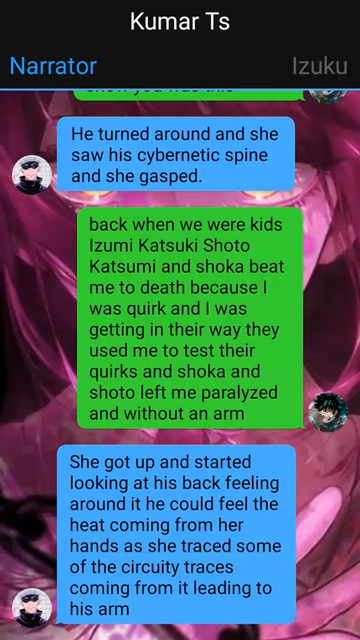 Kumar Ts
Narrator
Izuku
He turned around and she
saw his cybernetic spine
and she gasped.
back when we were kids
Izumi Katsuki Shoto
Katsumi and shoka beat
me to death because I
was quirk and I was
getting in their way they
used me to test their
quirks and shoka and
shoto left me paralyzed
and without an arm
She got up and started
looking at his back feeling
around it he could feel the
heat coming from her
hands as she traced some
of the circuity traces
coming from it leading to
his arm